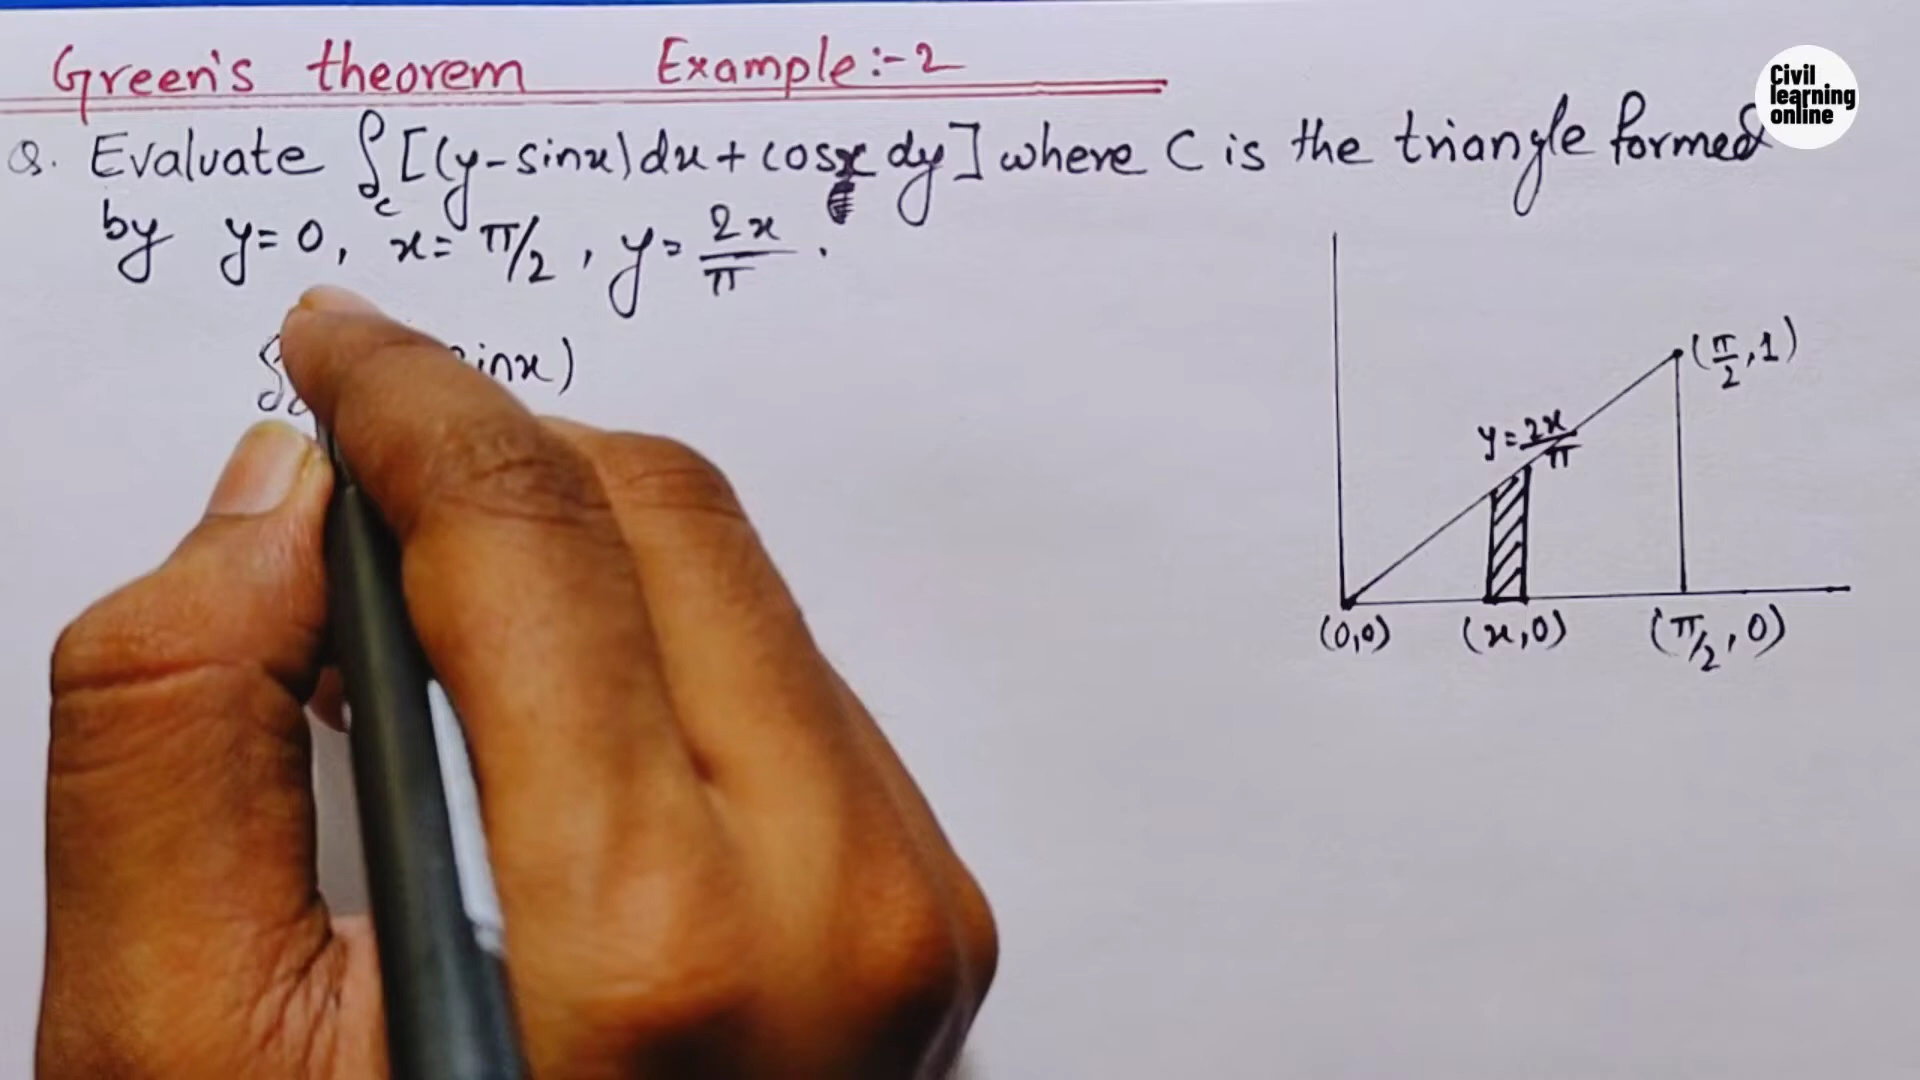 Green's theorem Example:-2
Q. Evaluate ∮c [(y-sinx)dx+cosx dy] where C is the triangle formed
by y=0, x=π/2, y=2x/π.
sinx)
(π/2,1)
y=2x/π
(0,0) (x,0) (π/2,0)
Civil
learning
online